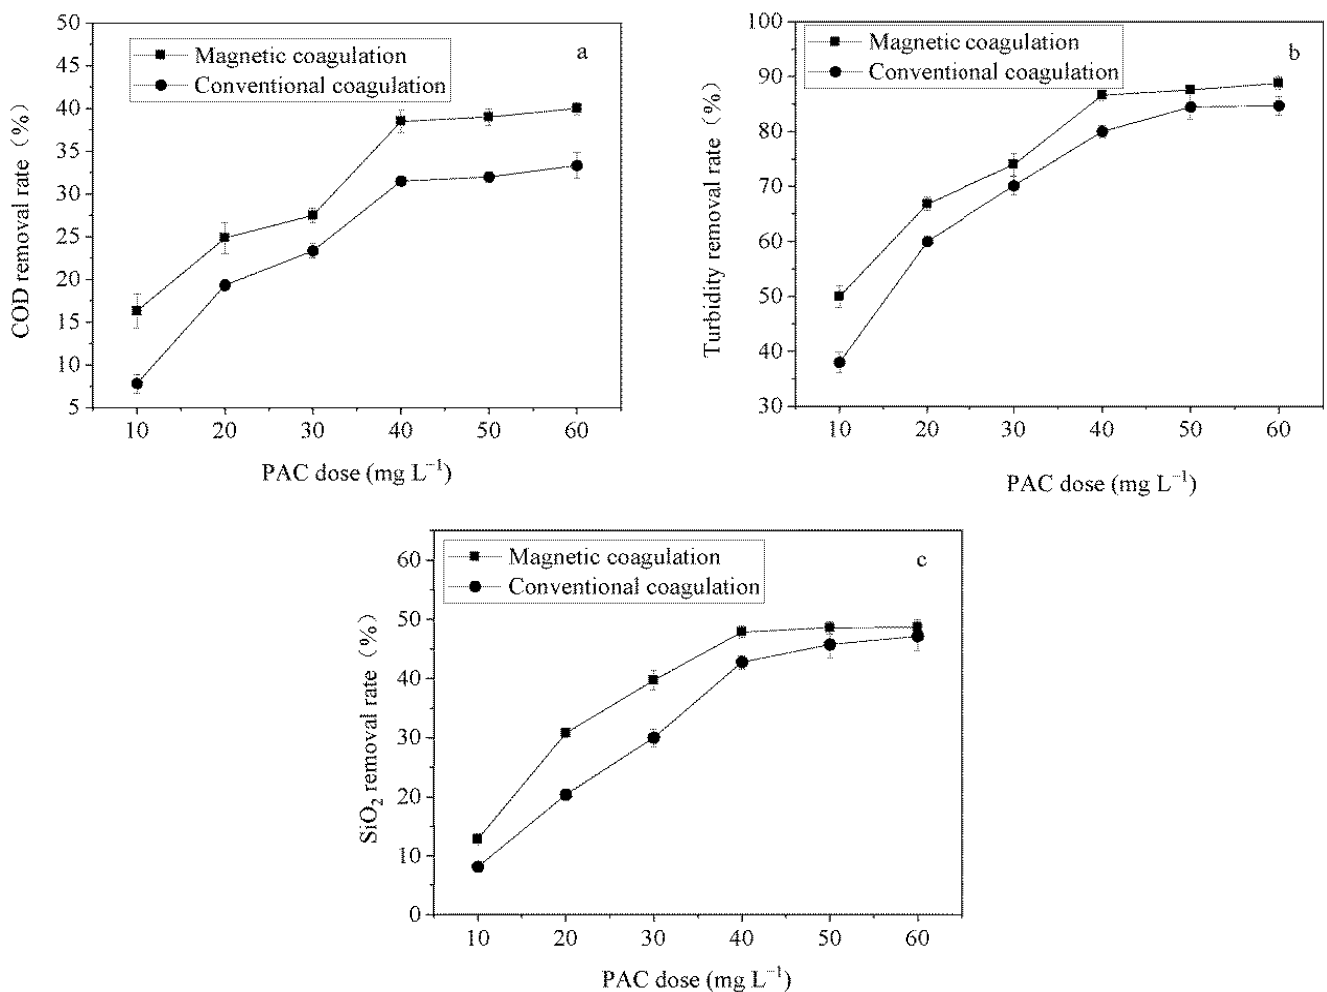 50
45
40
35
30
25
20
15
10
5
COD removal rate（%）
Magnetic coagulation
Conventional coagulation
a
10 20 30 40 50 60
PAC dose (mg L⁻¹)
100
90
80
70
60
50
40
30
Turbidity removal rate（%）
Magnetic coagulation
Conventional coagulation
b
10 20 30 40 50 60
PAC dose (mg L⁻¹)
60
50
40
30
20
10
0
SiO₂ removal rate（%）
Magnetic coagulation
Conventional coagulation
c
10 20 30 40 50 60
PAC dose (mg L⁻¹)